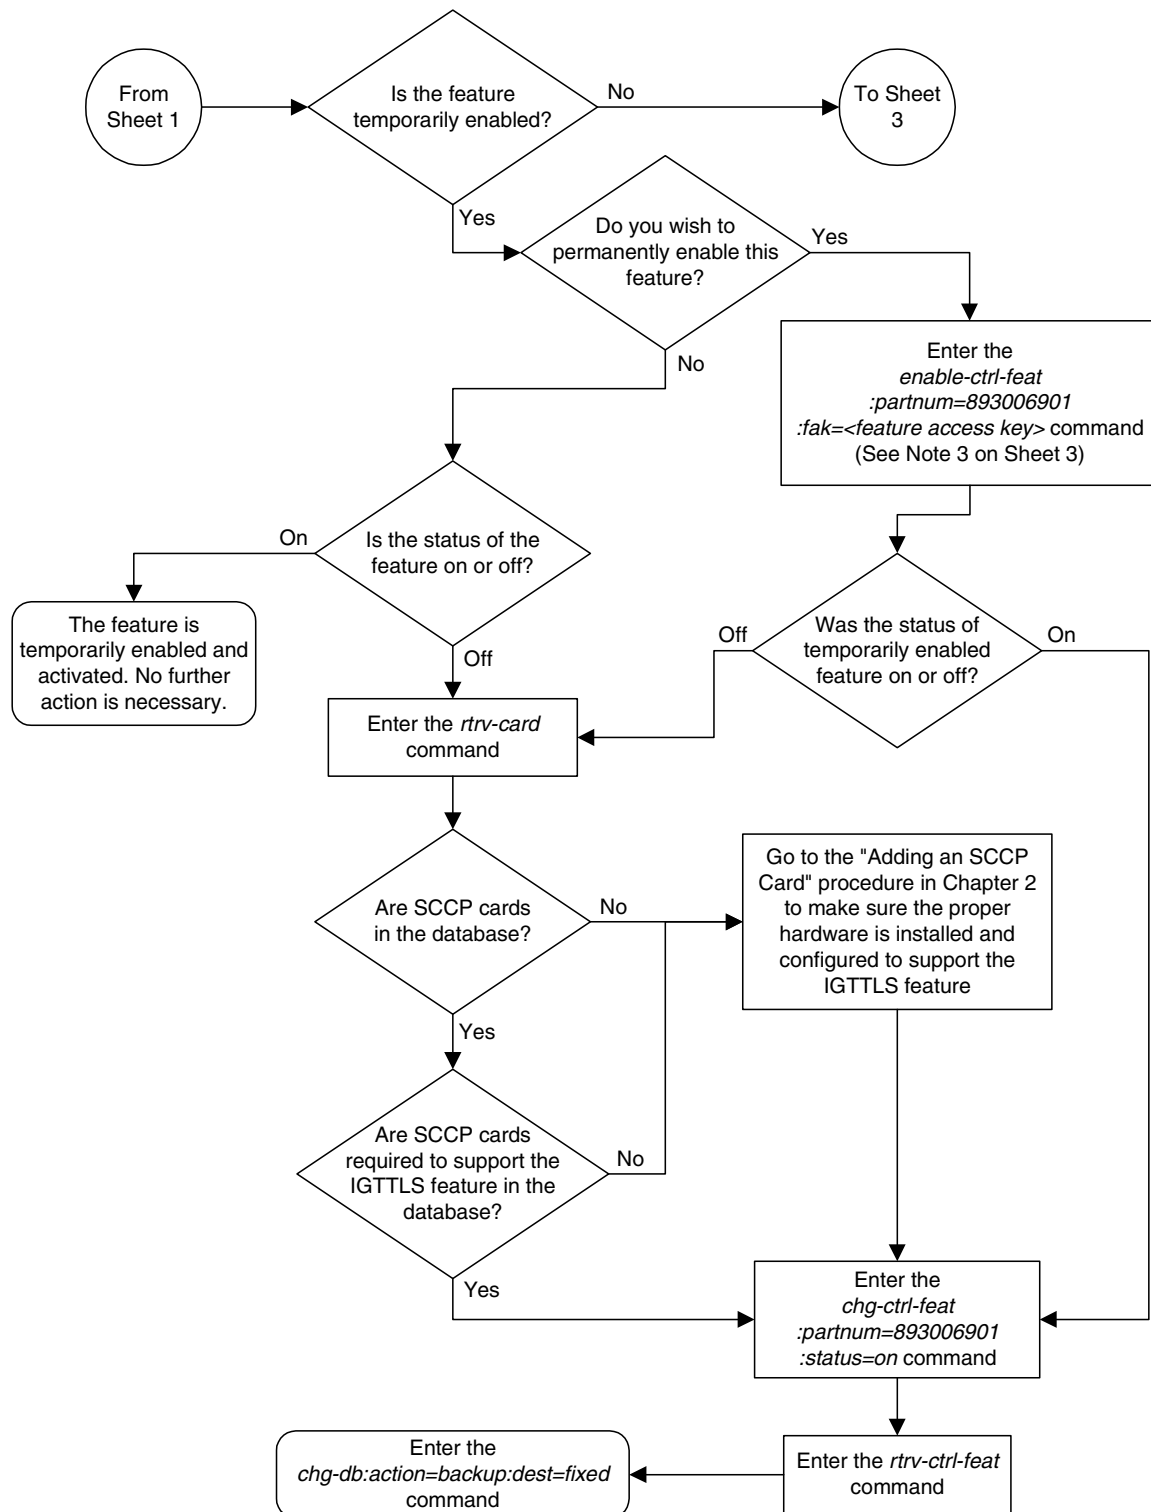 From
Sheet 1
Is the feature
temporarily enabled?
No
To Sheet
3
Yes
Do you wish to
permanently enable this
feature?
Yes
No
Enter the
enable-ctrl-feat
:partnum=893006901
:fak=<feature access key> command
(See Note 3 on Sheet 3)
On
Is the status of the
feature on or off?
The feature is
temporarily enabled and
activated. No further
action is necessary.
Off
Off
Was the status of
temporarily enabled
feature on or off?
On
Enter the rtrv-card
command
Are SCCP cards
in the database?
No
Go to the "Adding an SCCP
Card" procedure in Chapter 2
to make sure the proper
hardware is installed and
configured to support the
IGTTLS feature
Yes
Are SCCP cards
required to support the
IGTTLS feature in the
database?
No
Yes
Enter the
chg-ctrl-feat
:partnum=893006901
:status=on command
Enter the
chg-db:action=backup:dest=fixed
command
Enter the rtrv-ctrl-feat
command